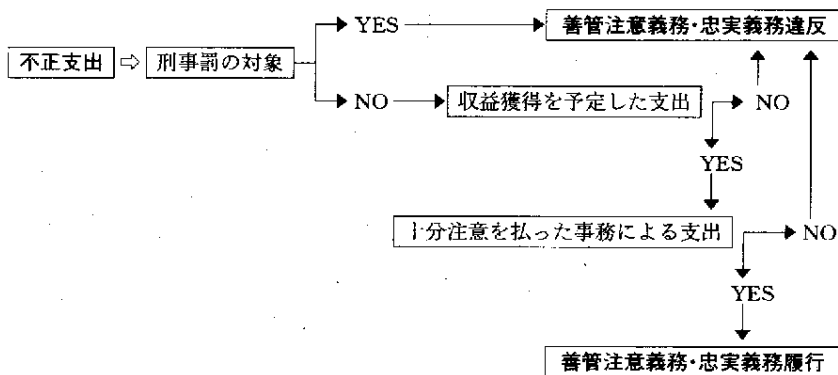 YES 善管注意義務・忠実義務違反
不正支出 ⇨ 刑事罰の対象
NO 収益獲得を予定した支出 NO
YES
十分注意を払った事務による支出 NO
YES
善管注意義務・忠実義務履行